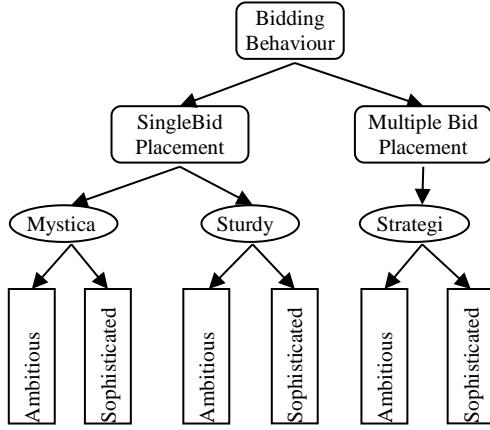 Bidding
Behaviour
SingleBid
Placement
Multiple Bid
Placement
Mystica
Sturdy
Strategi
Ambitious
Sophisticated
Ambitious
Sophisticated
Ambitious
Sophisticated